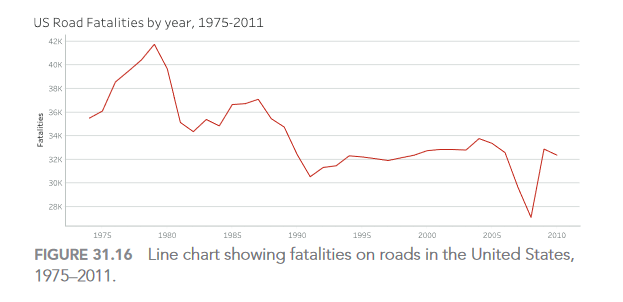 US Road Fatalities by year, 1975-2011
42K
40K
38K
36K
34K
32K
30K
28K
Fatalities
1975 1980 1985 1990 1995 2000 2005 2010
FIGURE 31.16 Line chart showing fatalities on roads in the United States,
1975–2011.